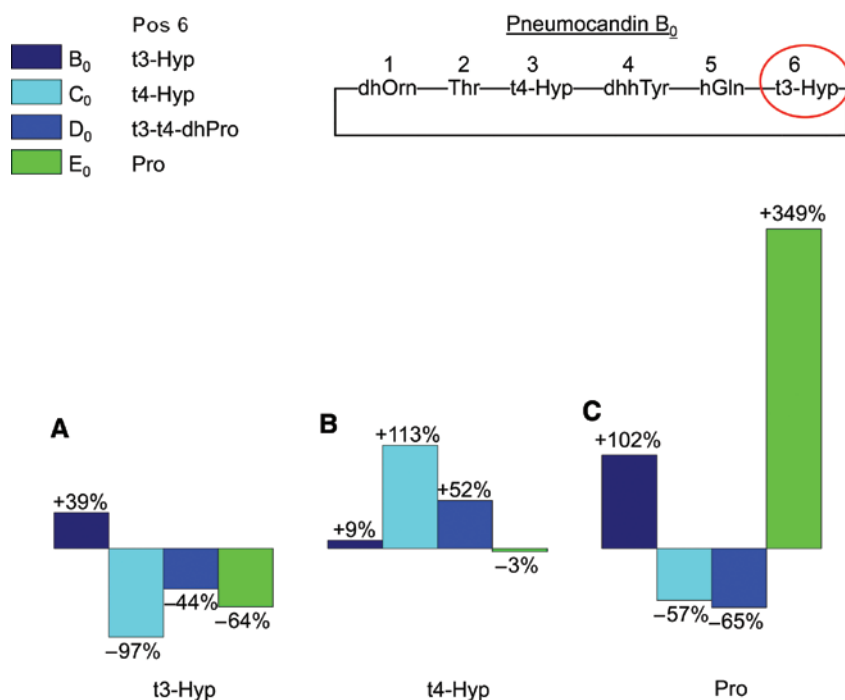 Pos 6
B₀ t3-Hyp
C₀ t4-Hyp
D₀ t3-t4-dhPro
E₀ Pro
Pneumocandin B₀
1 2 3 4 5 6
dhOrn—Thr—t4-Hyp—dhhTyr—hGln—t3-Hyp
A
+39%
–97%
–44%
–64%
t3-Hyp
B
+9%
+113%
+52%
–3%
t4-Hyp
C
+102%
–57%
–65%
+349%
Pro